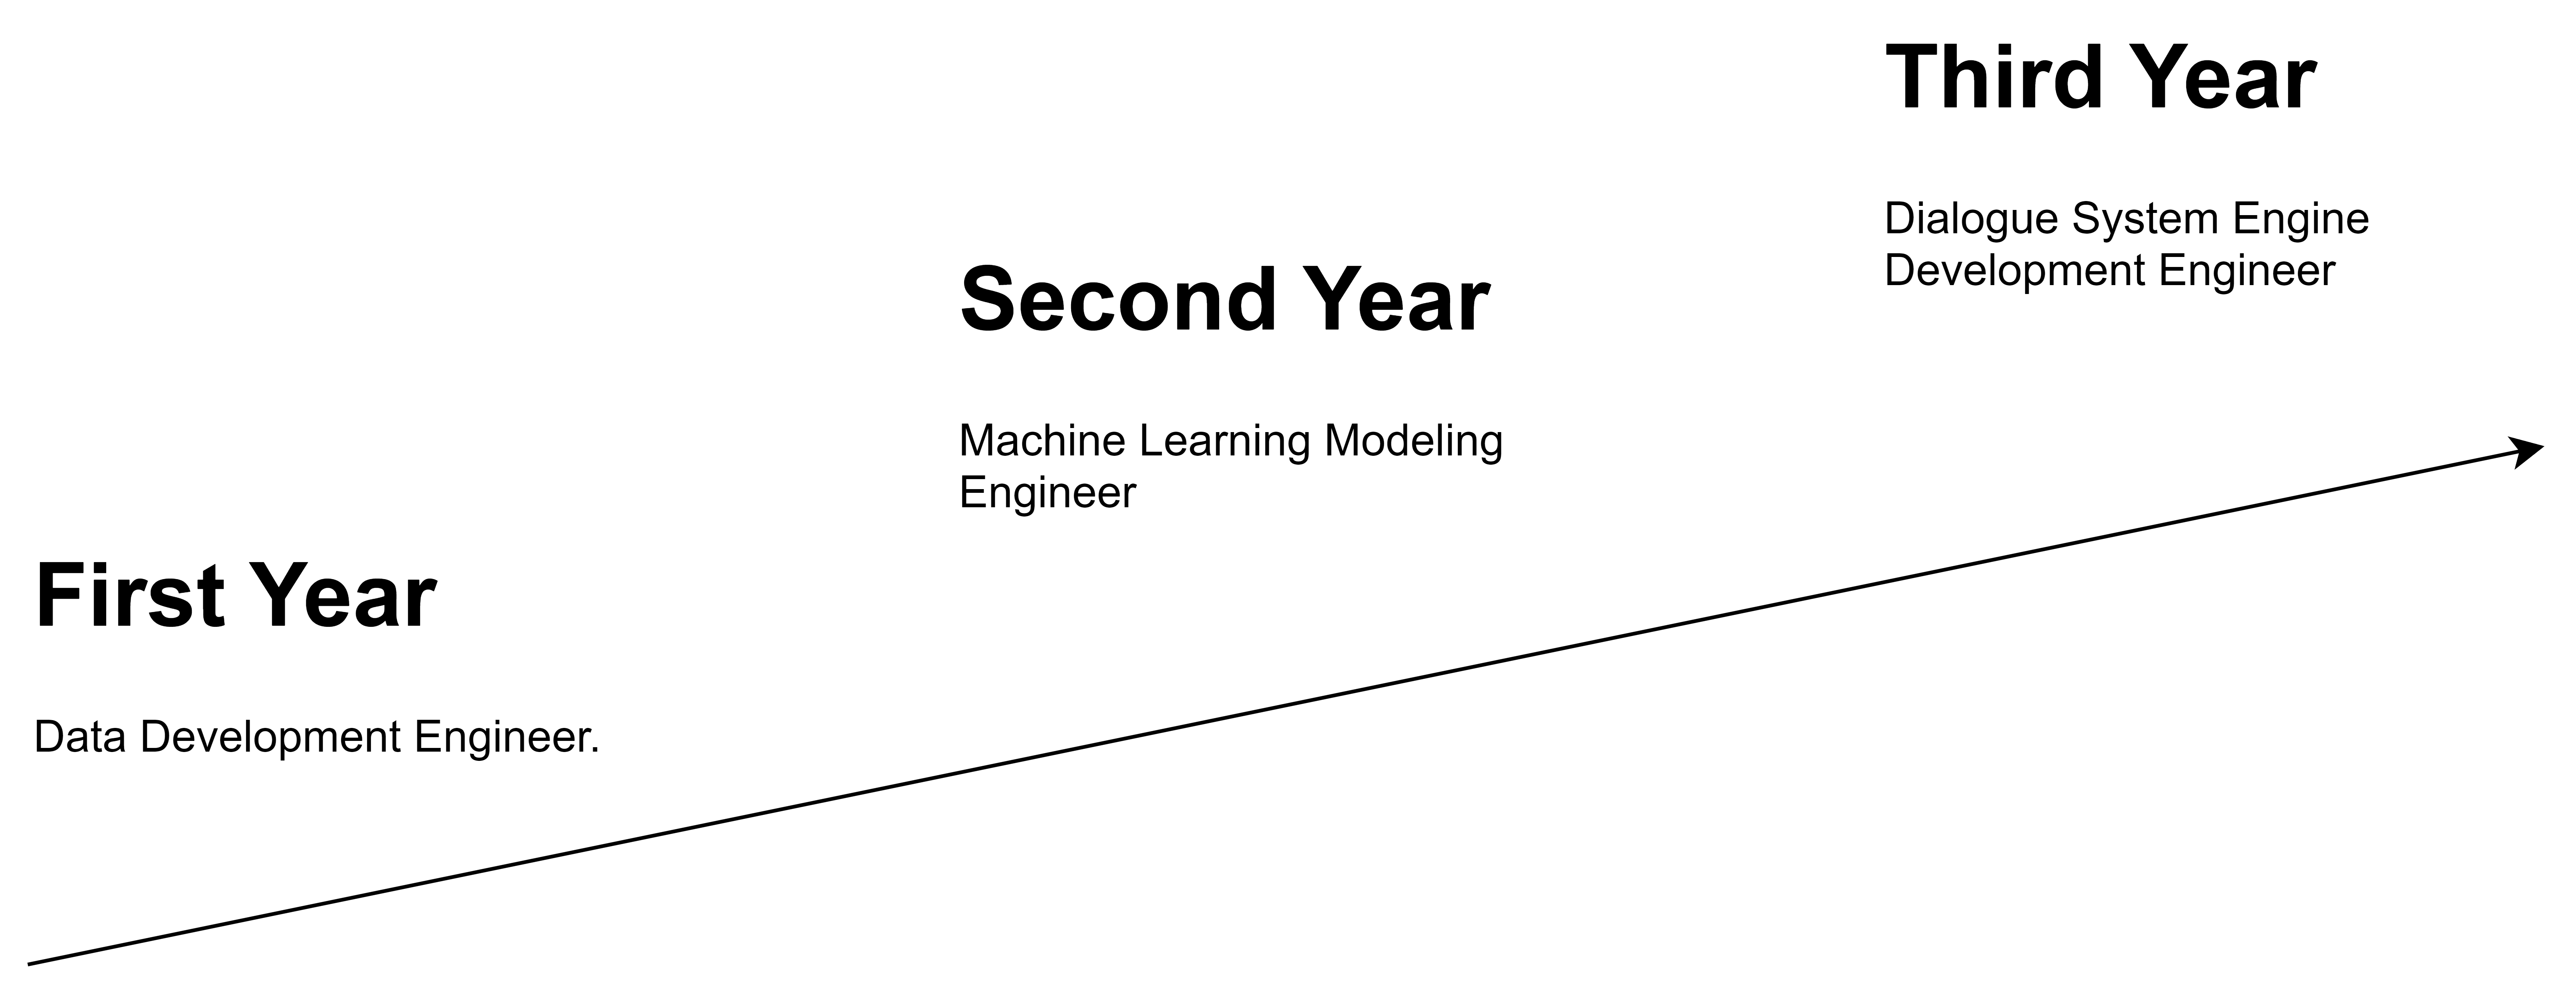 First Year
Data Development Engineer.
Second Year
Machine Learning Modeling
Engineer
Third Year
Dialogue System Engine
Development Engineer